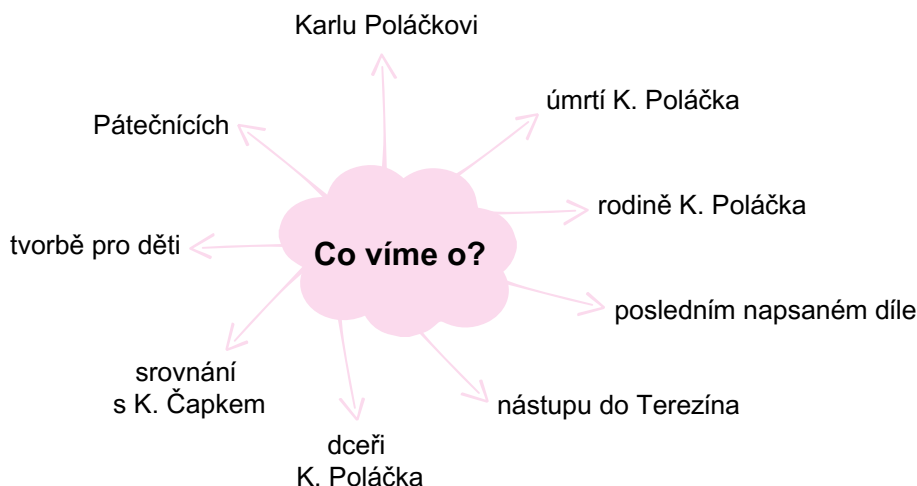 Karlu Poláčkovi
úmrtí K. Poláčka
Pátečnících
rodině K. Poláčka
tvorbě pro děti
Co víme o?
posledním napsaném díle
srovnání
s K. Čapkem
nástupu do Terezína
dceři
K. Poláčka